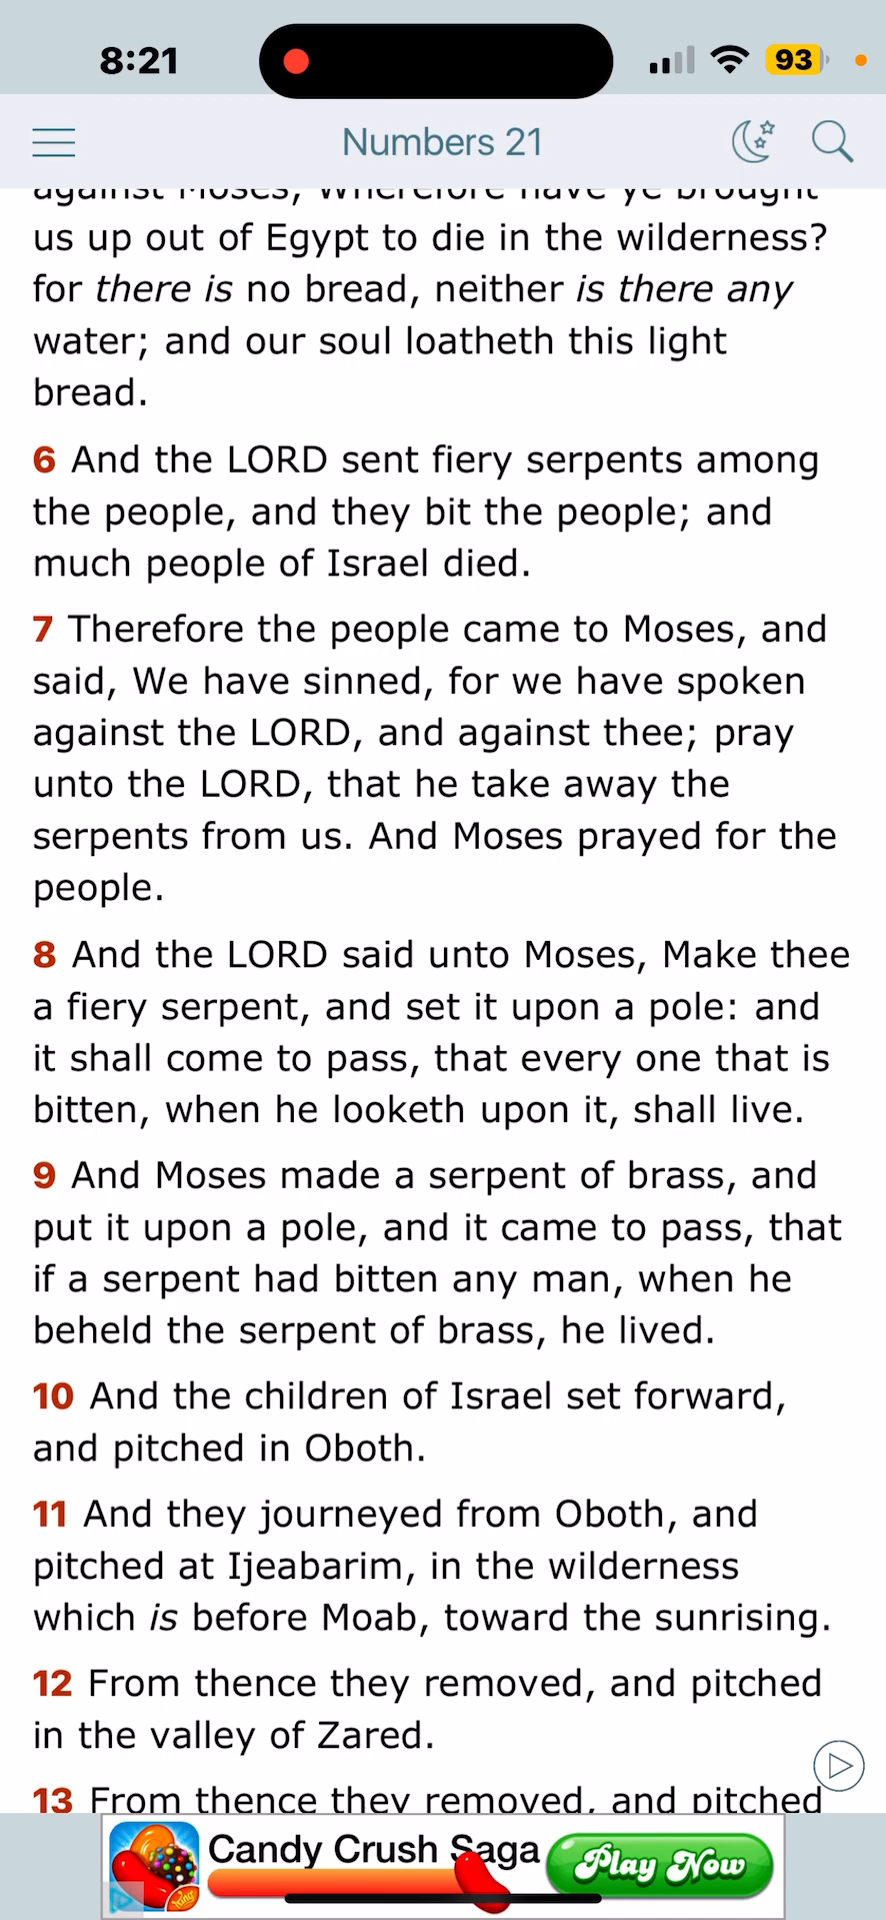 8:21
93
Numbers 21
against Moses, Wherefore have ye brought
us up out of Egypt to die in the wilderness?
for there is no bread, neither is there any
water; and our soul loatheth this light
bread.
6 And the LORD sent fiery serpents among
the people, and they bit the people; and
much people of Israel died.
7 Therefore the people came to Moses, and
said, We have sinned, for we have spoken
against the LORD, and against thee; pray
unto the LORD, that he take away the
serpents from us. And Moses prayed for the
people.
8 And the LORD said unto Moses, Make thee
a fiery serpent, and set it upon a pole: and
it shall come to pass, that every one that is
bitten, when he looketh upon it, shall live.
9 And Moses made a serpent of brass, and
put it upon a pole, and it came to pass, that
if a serpent had bitten any man, when he
beheld the serpent of brass, he lived.
10 And the children of Israel set forward,
and pitched in Oboth.
11 And they journeyed from Oboth, and
pitched at Ijeabarim, in the wilderness
which is before Moab, toward the sunrising.
12 From thence they removed, and pitched
in the valley of Zared.
13 From thence they removed, and pitched
Candy Crush Saga
Play Now
King